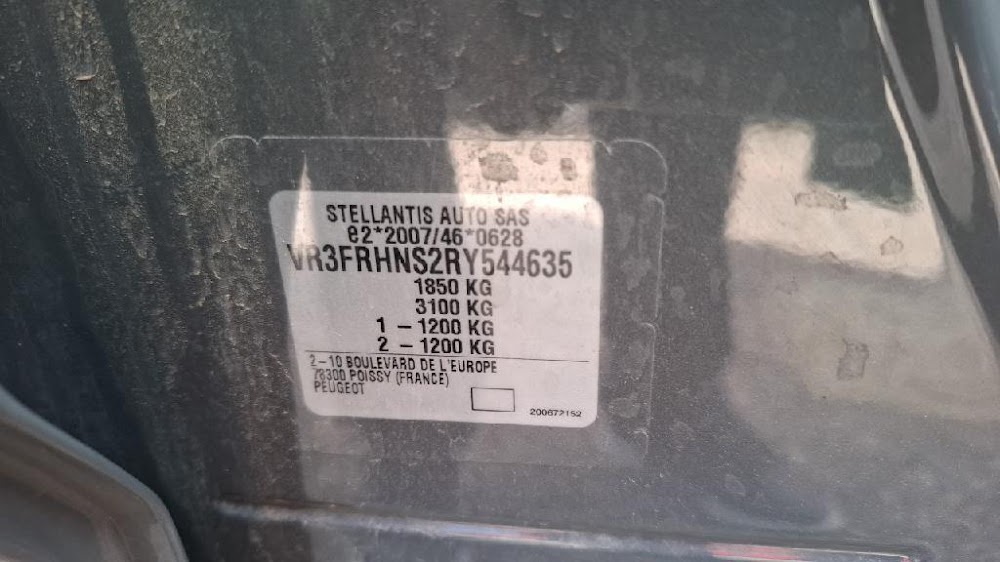 STELLANTIS AUTO SAS
e2*2007/46*0628
VR3FRHNS2RY544635
1850 KG
3100 KG
1 – 1200 KG
2 – 1200 KG
2–10 BOULEVARD DE L'EUROPE
78300 POISSY (FRANCE)
PEUGEOT
200672152